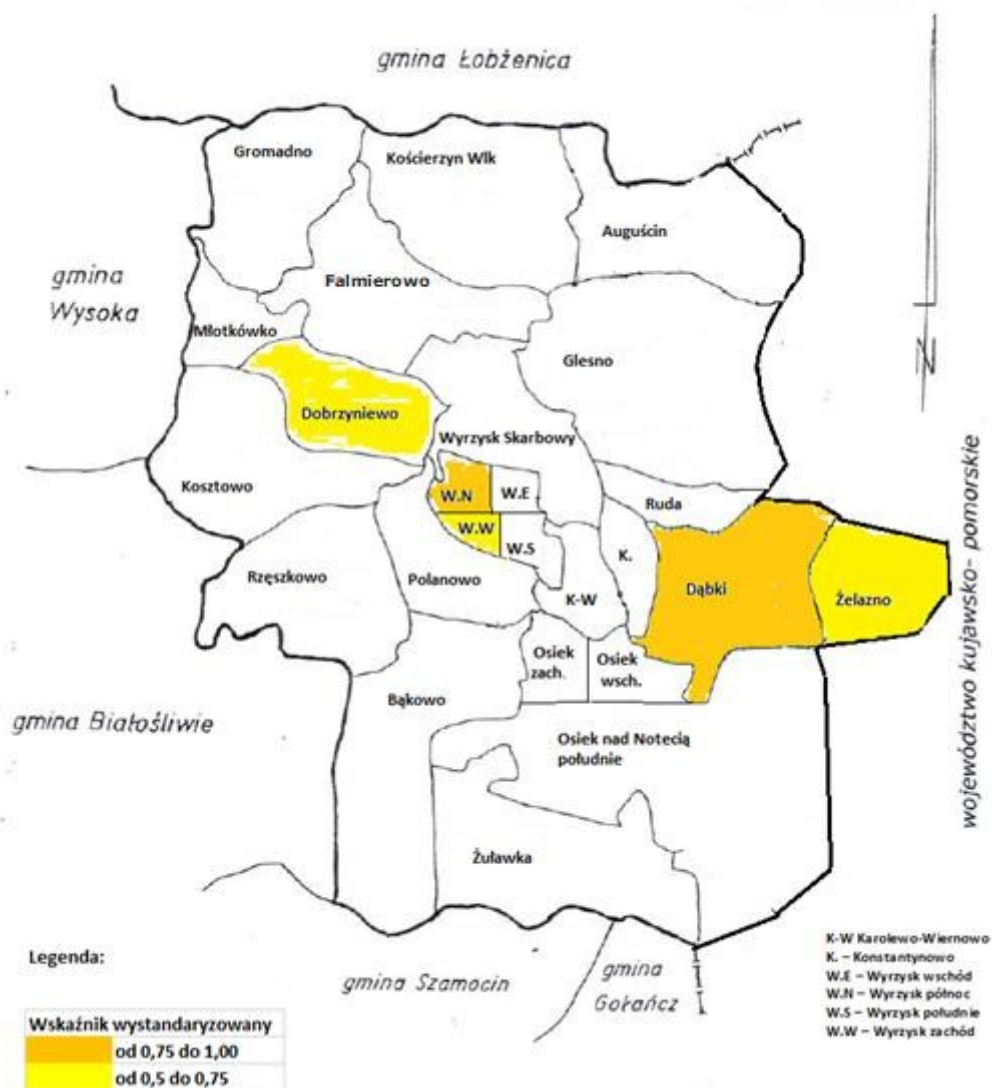 gmina Łobżenica
Gromadno
Kościerzyn Wlk
Auguścin
gmina
Wysoka
Falmierowo
Młotkówko
Glesno
N
Dobrzyniewo
Wyrzysk Skarbowy
Kosztowo
W.N
W.E
Ruda
W.W
W.S
K.
Rzęszkowo
Polanowo
K-W
Dąbki
Żelazno
województwo kujawsko- pomorskie
Osiek
zach.
Osiek
wsch.
Bąkowo
gmina Białośliwie
Osiek nad Notecią
południe
Żuławka
Legenda:
gmina Szamocin
gmina
Gołańcz
K-W Karolewo-Wiernowo
K. – Konstantynowo
W.E – Wyrzysk wschód
W.N – Wyrzysk północ
W.S – Wyrzysk południe
W.W – Wyrzysk zachód
Wskaźnik wystandaryzowany
od 0,75 do 1,00
od 0,5 do 0,75